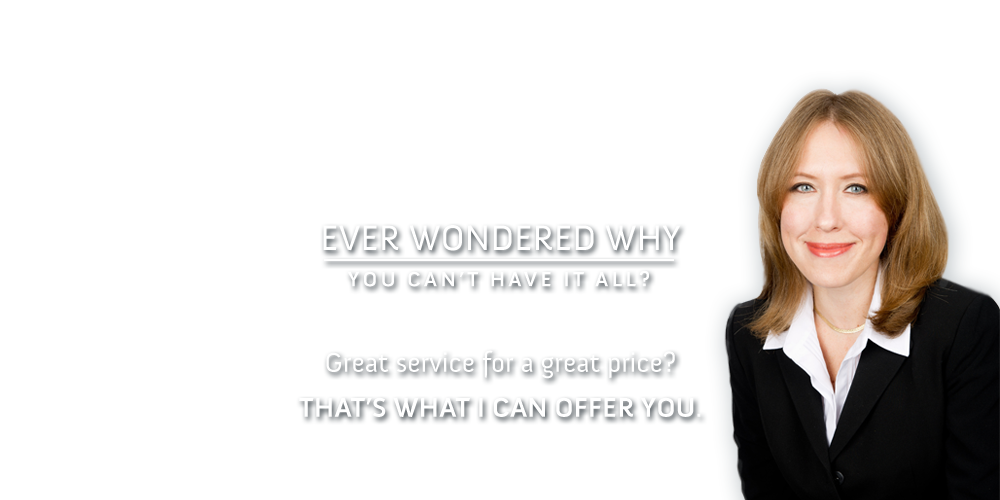 EVER WONDERED WHY
YOU CAN'T HAVE IT ALL?
Great service for a great price?
THAT'S WHAT I CAN OFFER YOU.